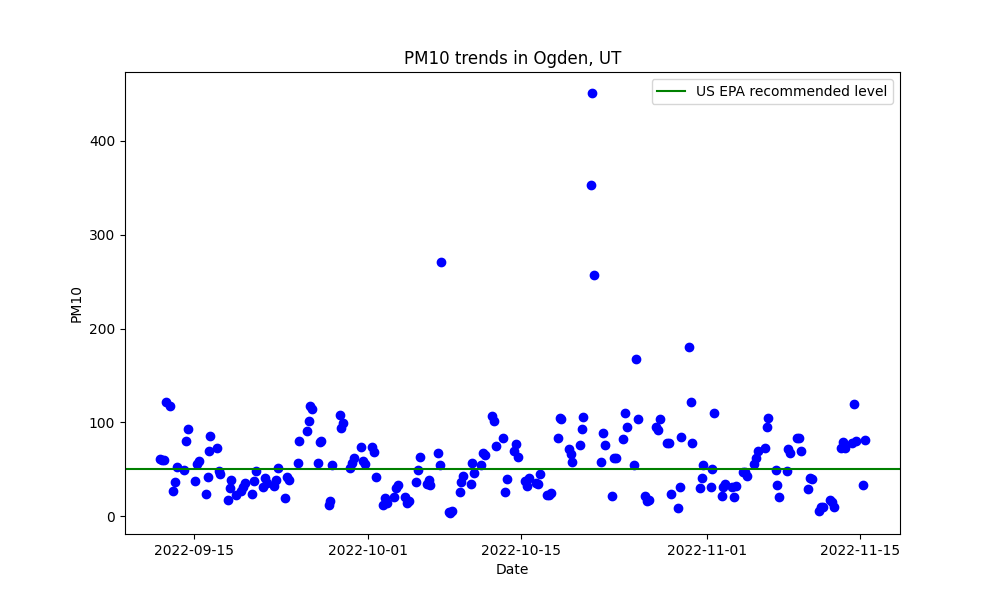 PM10 trends in Ogden, UT
US EPA recommended level
PM10
400
300
200
100
0
2022-09-15
2022-10-01
2022-10-15
2022-11-01
2022-11-15
Date